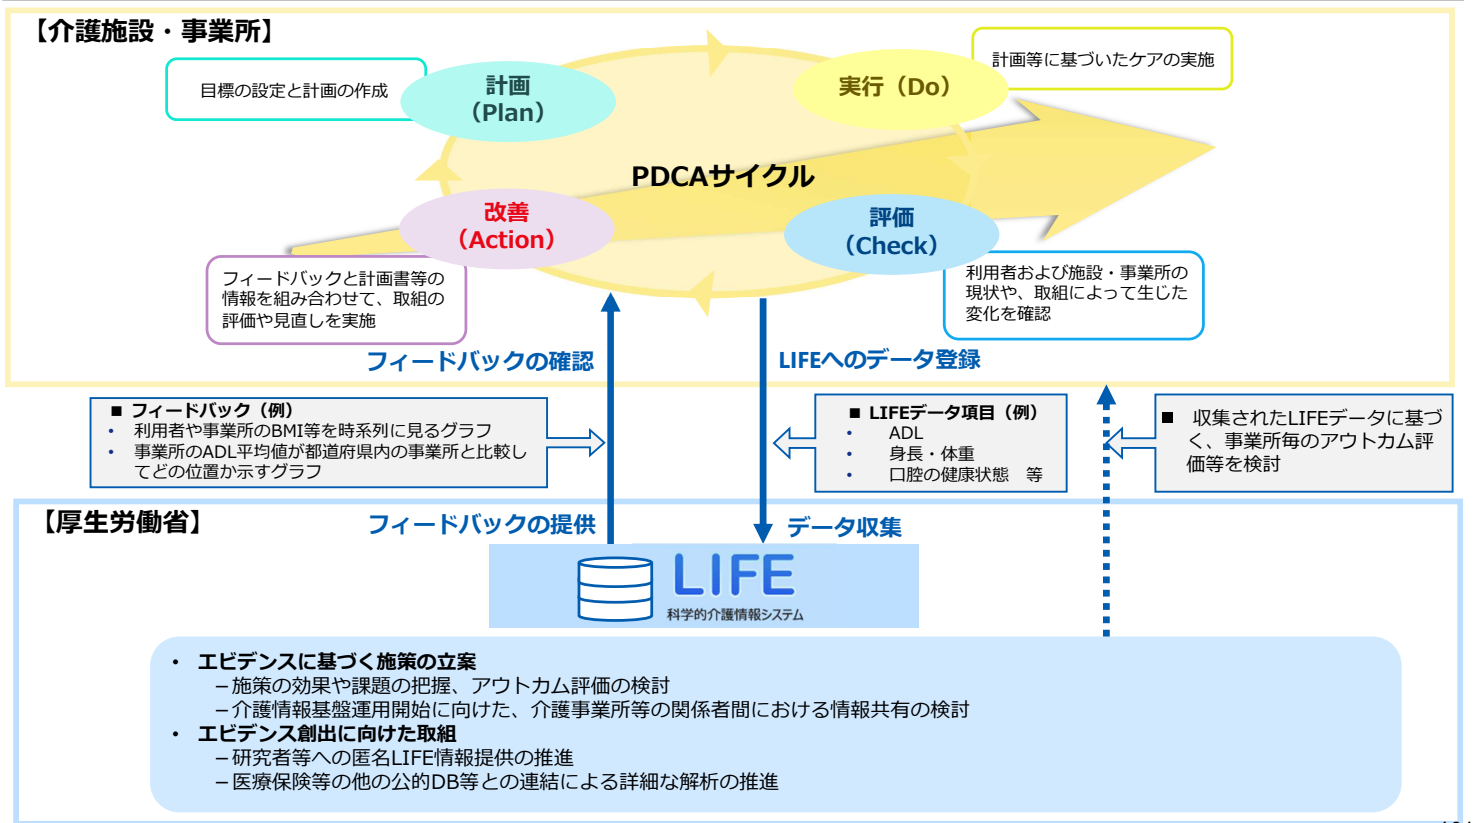 【介護施設・事業所】
目標の設定と計画の作成
計画
（Plan）
実行（Do）
計画等に基づいたケアの実施
PDCAサイクル
改善
（Action）
評価
（Check）
フィードバックと計画書等の
情報を組み合わせて、取組の
評価や見直しを実施
利用者および施設・事業所の
現状や、取組によって生じた
変化を確認
フィードバックの確認
LIFEへのデータ登録
■ フィードバック（例）
• 利用者や事業所のBMI等を時系列に見るグラフ
• 事業所のADL平均値が都道府県内の事業所と比較し
てどの位置か示すグラフ
■ LIFEデータ項目（例）
• ADL
• 身長・体重
• 口腔の健康状態　等
■ 収集されたLIFEデータに基づ
く、事業所毎のアウトカム評
価等を検討
【厚生労働省】
フィードバックの提供
データ収集
LIFE
科学的介護情報システム
• エビデンスに基づく施策の立案
－施策の効果や課題の把握、アウトカム評価の検討
－介護情報基盤運用開始に向けた、介護事業所等の関係者間における情報共有の検討
• エビデンス創出に向けた取組
－研究者等への匿名LIFE情報提供の推進
－医療保険等の他の公的DB等との連結による詳細な解析の推進